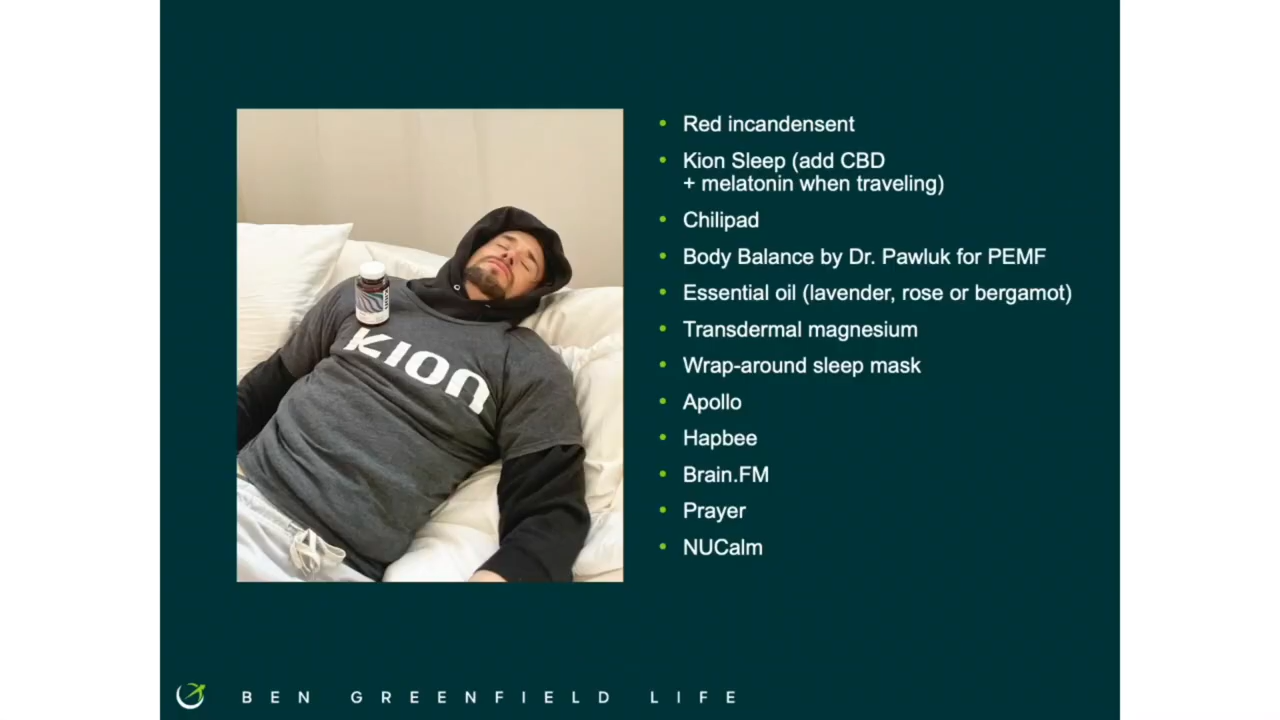 Red incandensent
Kion Sleep (add CBD
+ melatonin when traveling)
Chilipad
Body Balance by Dr. Pawluk for PEMF
Essential oil (lavender, rose or bergamot)
Transdermal magnesium
Wrap-around sleep mask
Apollo
Hapbee
Brain.FM
Prayer
NUCalm
KION
BEN GREENFIELD LIFE